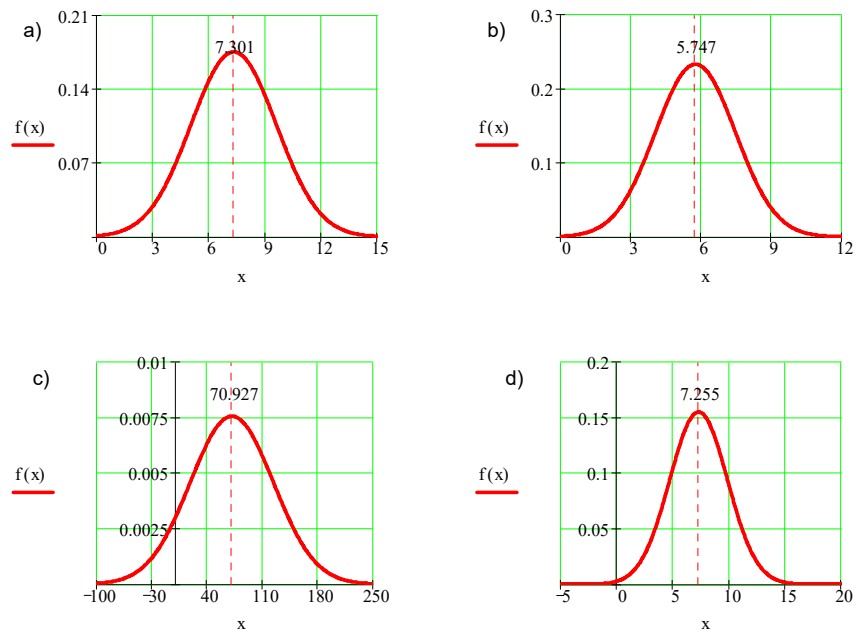 a)
0.21
7.301
0.14
f(x)
0.07
0 3 6 9 12 15
x
b)
0.3
5.747
0.2
f(x)
0.1
0 3 6 9 12
x
c)
0.01
70.927
0.0075
0.005
f(x)
0.0025
−100 −30 40 110 180 250
x
d)
0.2
7.255
0.15
0.1
f(x)
0.05
−5 0 5 10 15 20
x